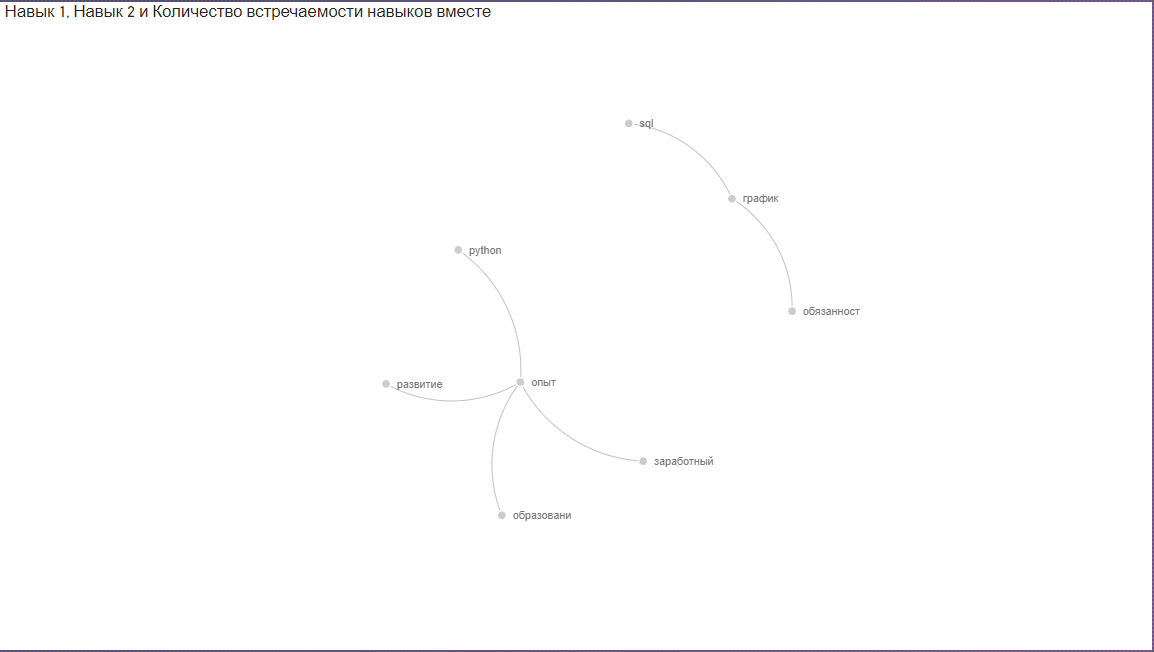 Навык 1, Навык 2 и Количество встречаемости навыков вместе
sql
график
python
обязанност
опыт
развитие
заработный
образовани